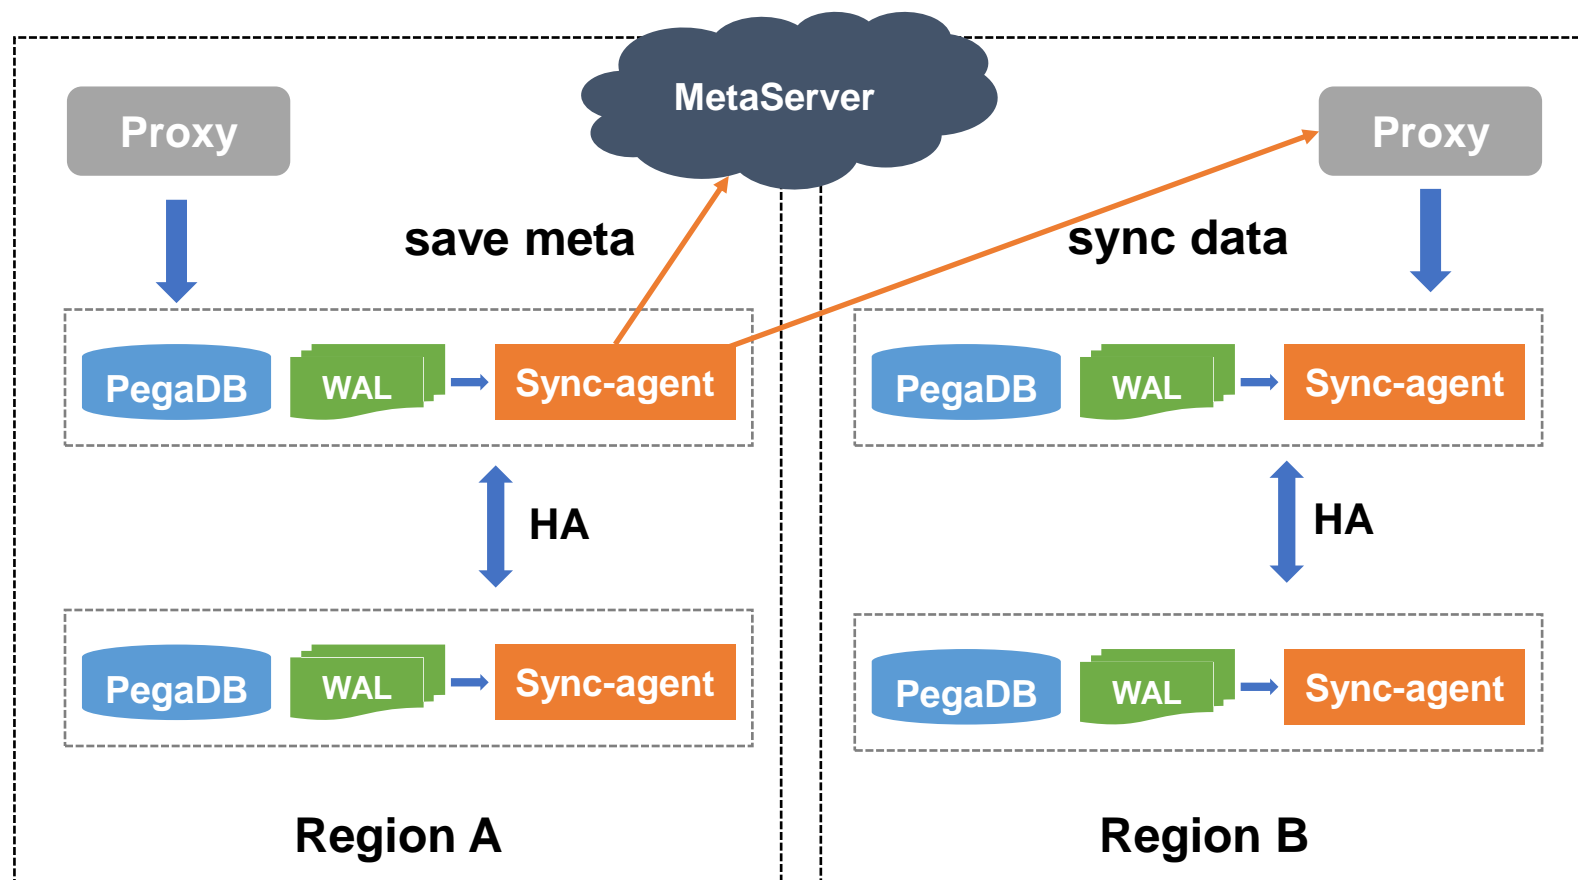 MetaServer
Proxy
Proxy
save meta
sync data
PegaDB
WAL
Sync-agent
PegaDB
WAL
Sync-agent
HA
HA
PegaDB
WAL
Sync-agent
PegaDB
WAL
Sync-agent
Region A
Region B